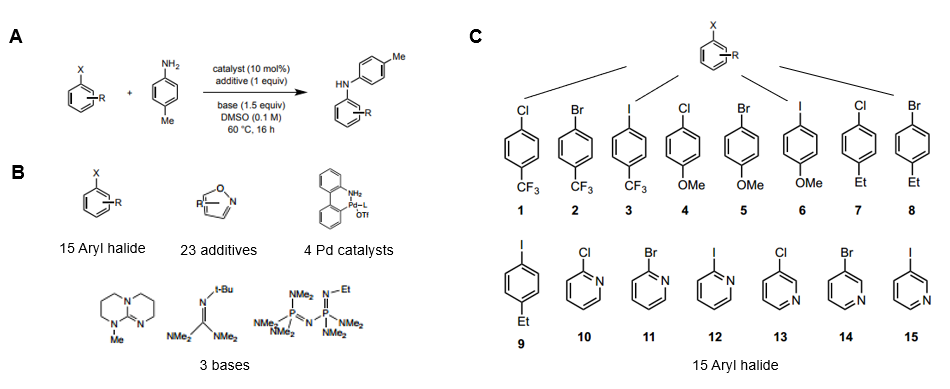 A
X
R
+
NH2
Me
catalyst (10 mol%)
additive (1 equiv)
base (1.5 equiv)
DMSO (0.1 M)
60 °C, 16 h
Me
HN
R
B
X
R
O
R
N
NH2
Pd-L
OTf
15 Aryl halide
23 additives
4 Pd catalysts
N
N
N
Me
t-Bu
N
NMe2
NMe2
NMe2
N
Et
NMe2
P
N
P
NMe2
NMe2
NMe2
NMe2
3 bases
C
X
R
Cl
Br
I
Cl
Br
I
Cl
Br
CF3
CF3
CF3
OMe
OMe
OMe
Et
Et
1
2
3
4
5
6
7
8
I
Cl
Br
I
Cl
Br
I
N
N
N
N
N
N
Et
9
10
11
12
13
14
15
15 Aryl halide